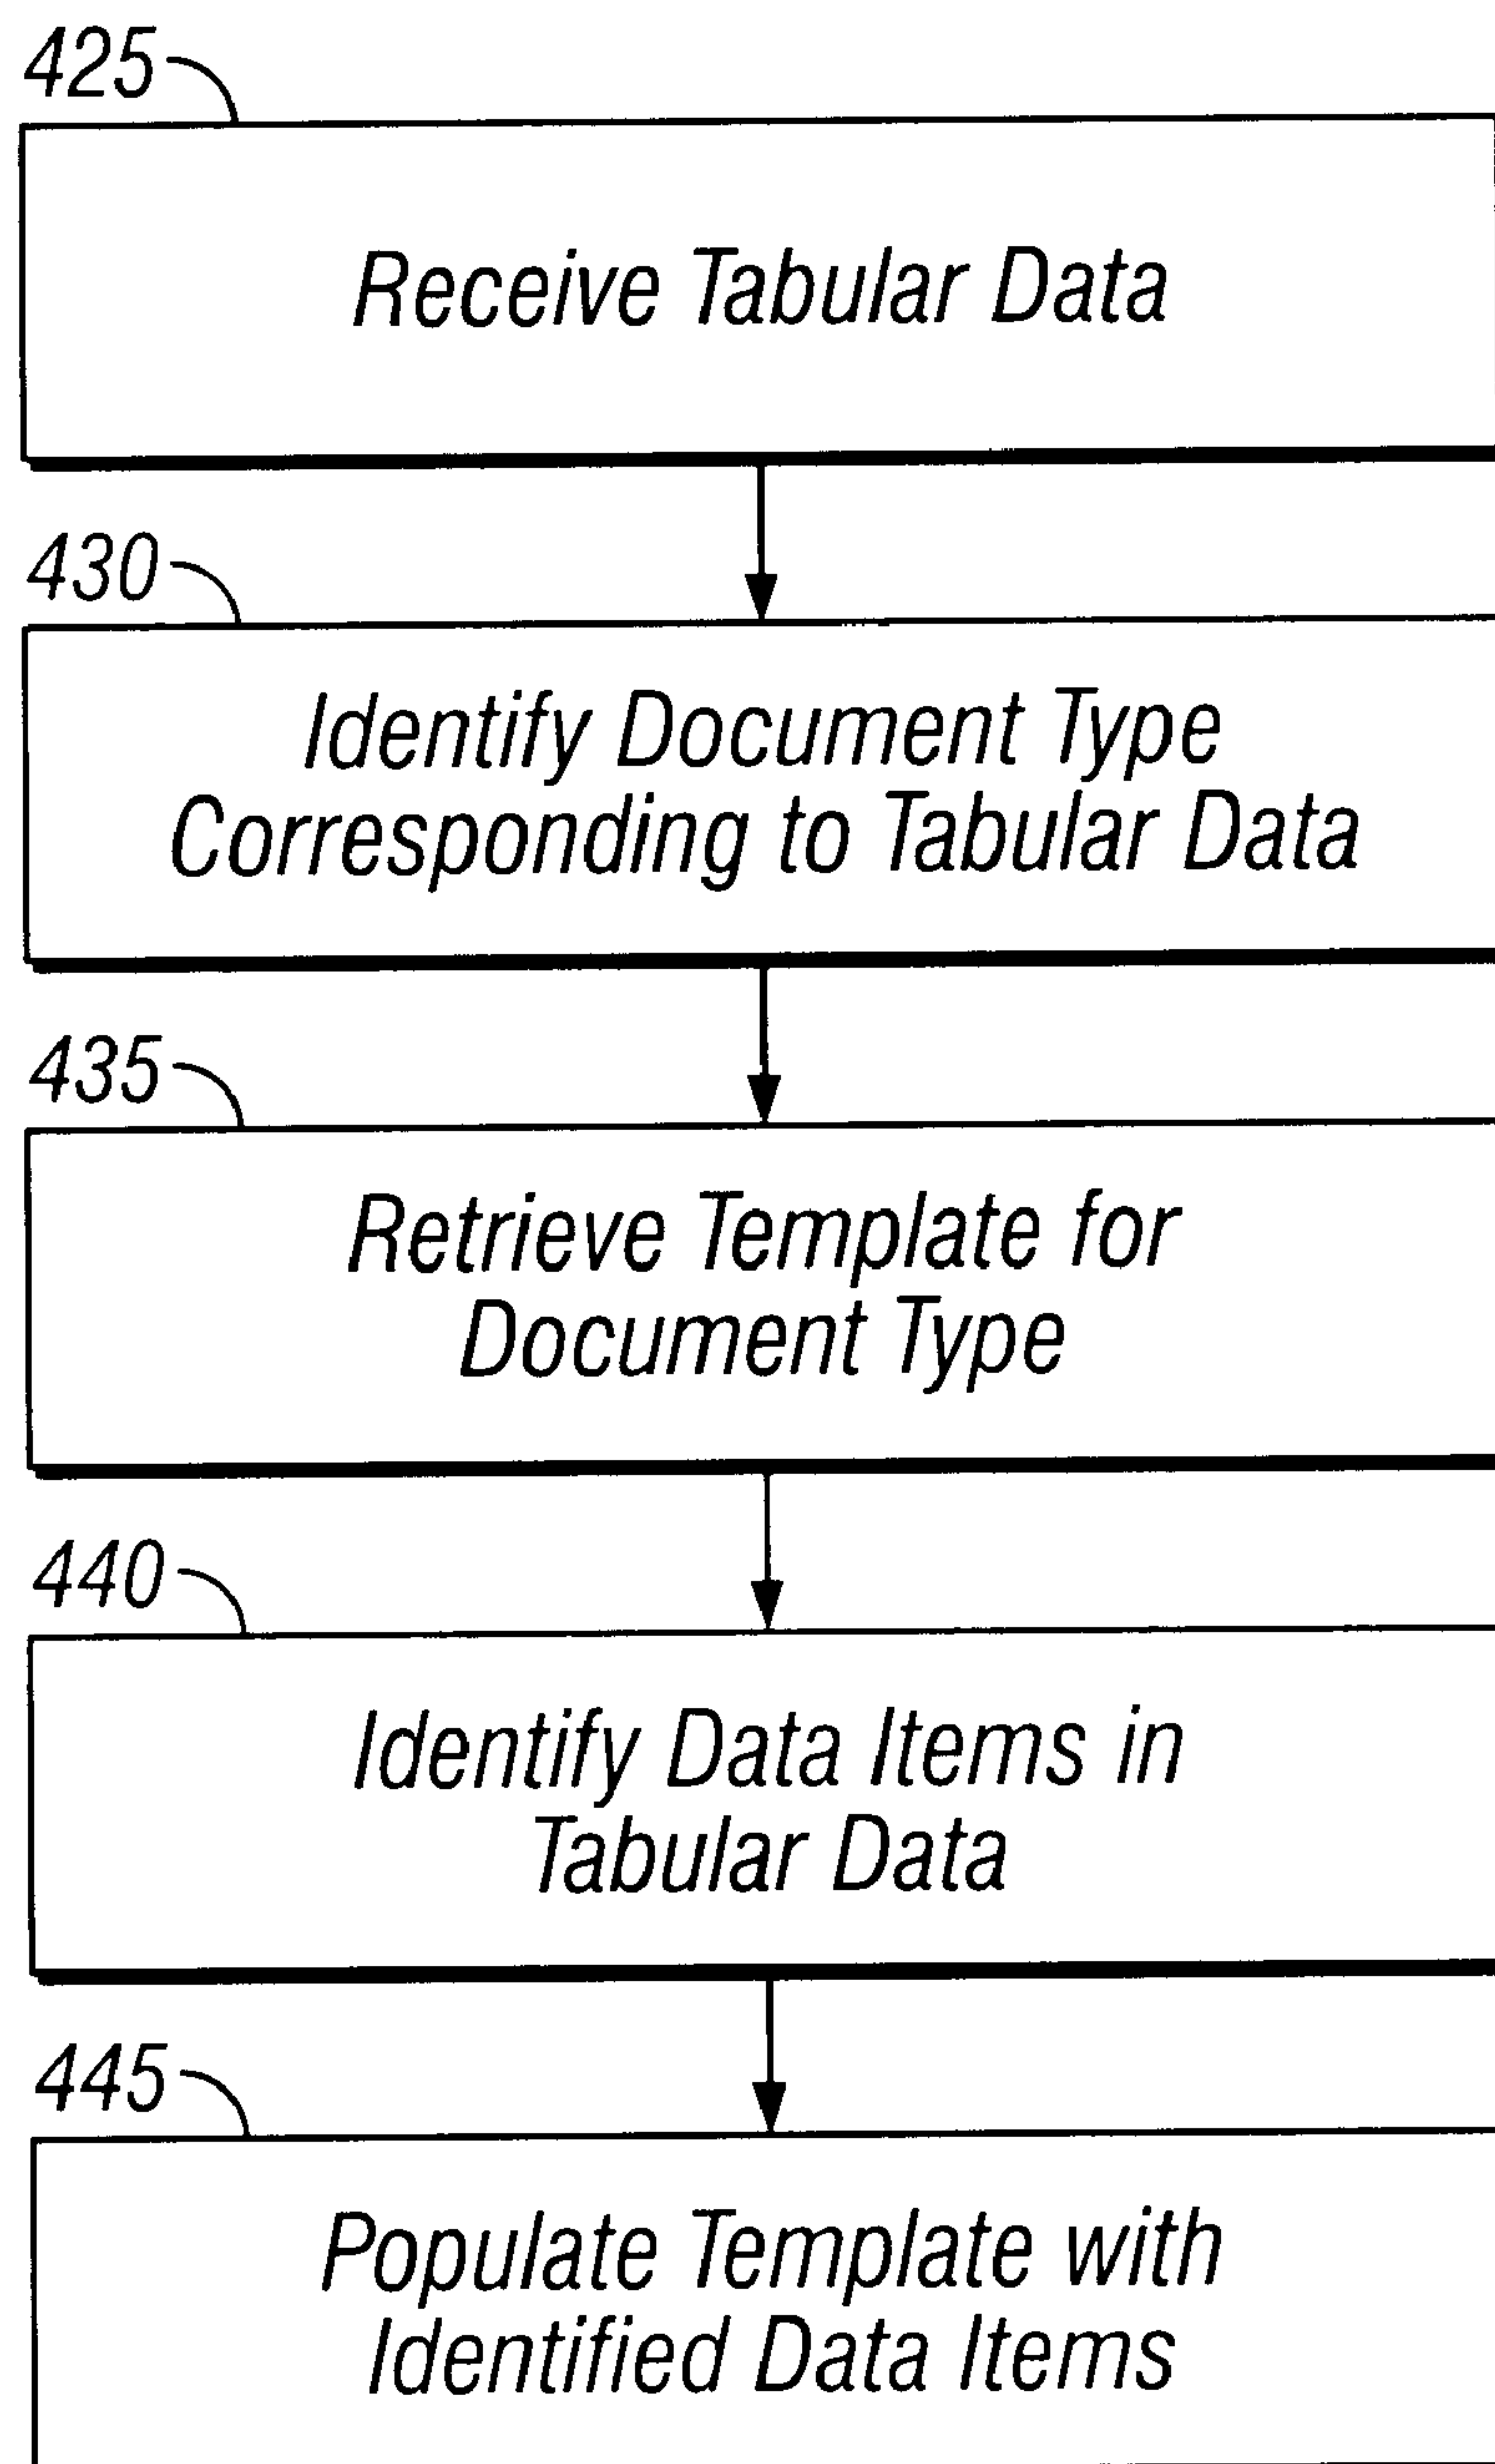 425
Receive Tabular Data
430
Identify Document Type
Corresponding to Tabular Data
435
Retrieve Template for
Document Type
440
Identify Data Items in
Tabular Data
445
Populate Template with
Identified Data Items